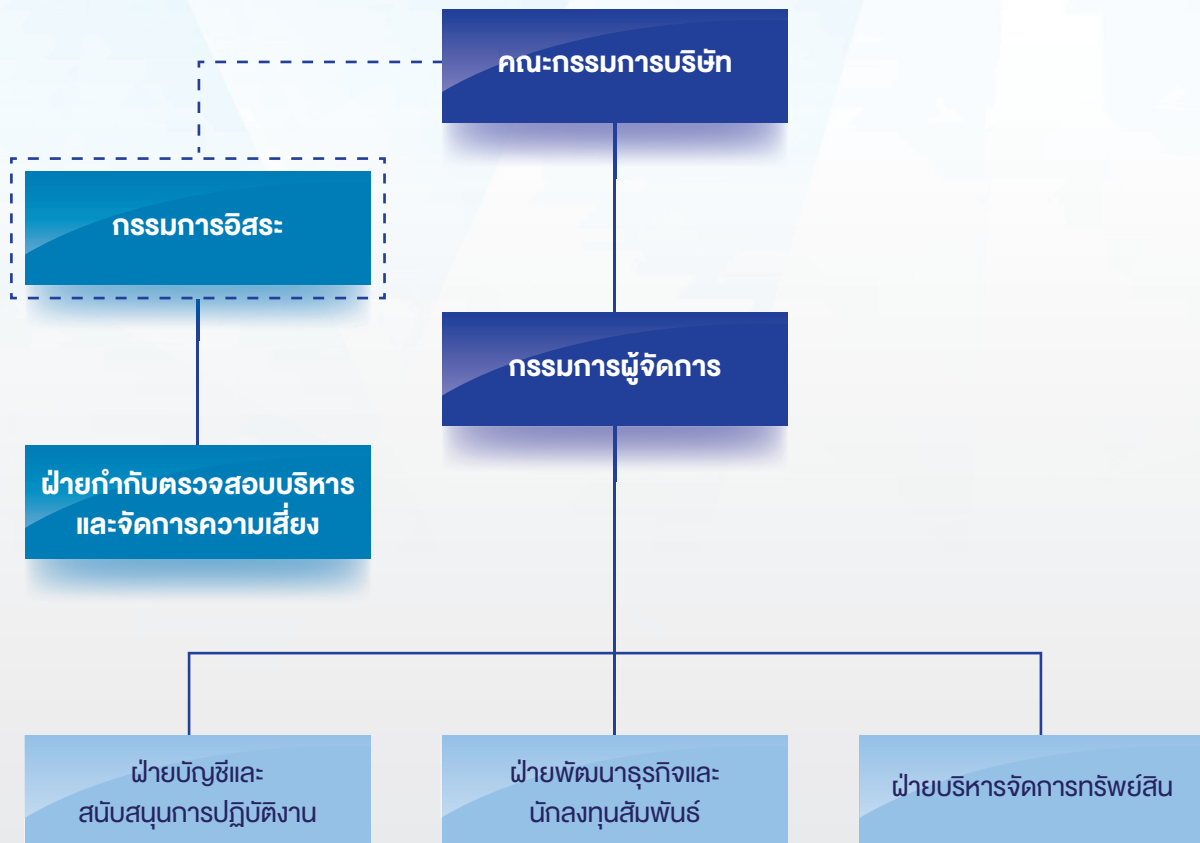 คณะกรรมการบริษัท
กรรมการอิสระ
กรรมการผู้จัดการ
ฝ่ายกำกับตรวจสอบบริหาร
และจัดการความเสี่ยง
ฝ่ายบัญชีและ
สนับสนุนการปฏิบัติงาน
ฝ่ายพัฒนาธุรกิจและ
นักลงทุนสัมพันธ์
ฝ่ายบริหารจัดการทรัพย์สิน